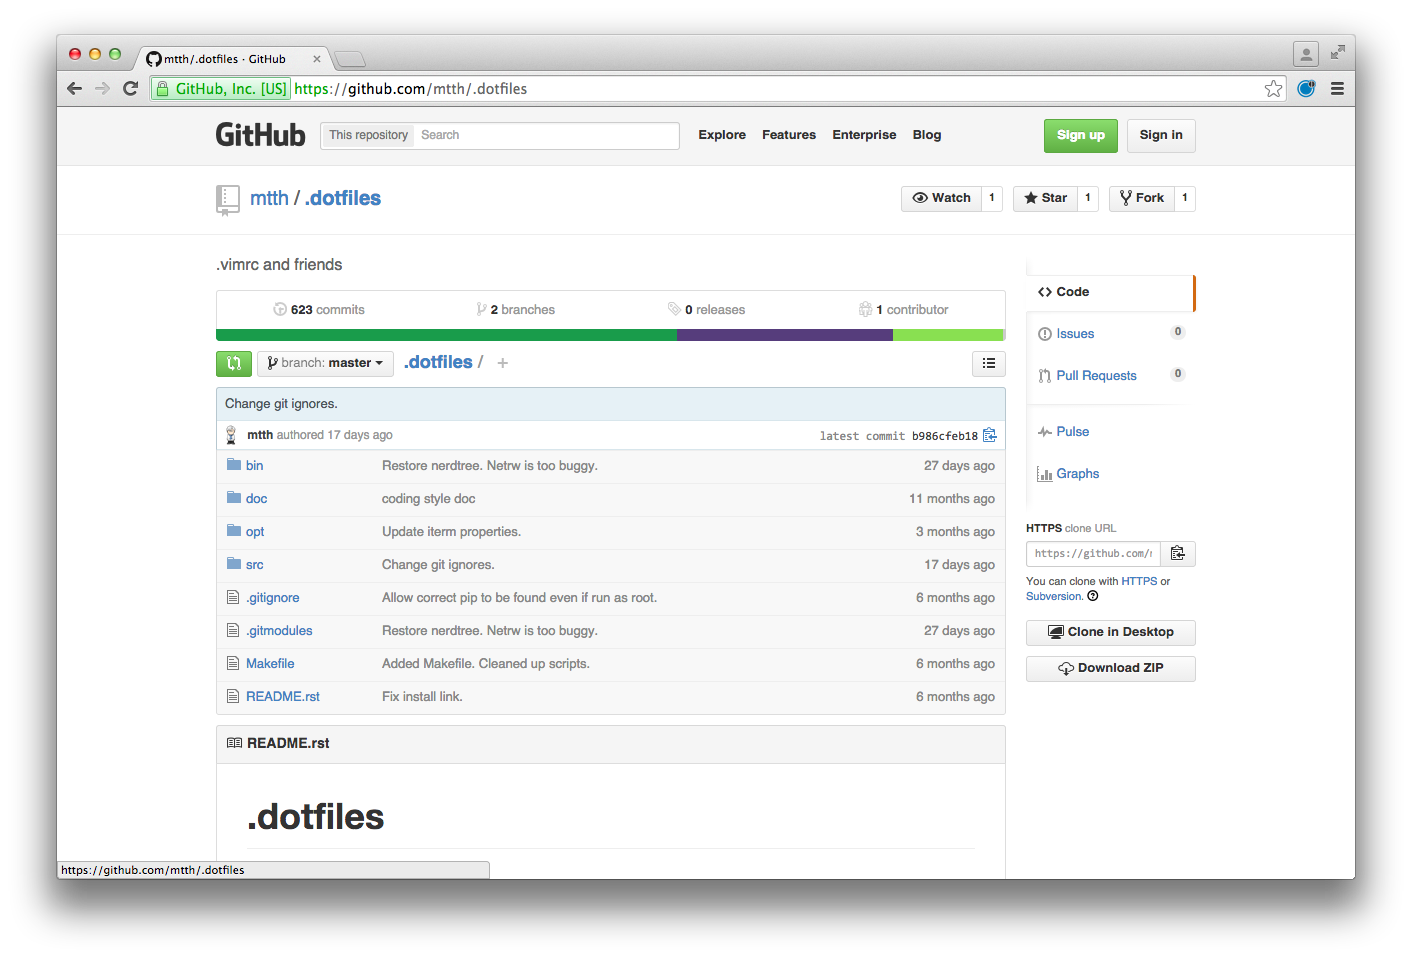 mtth/.dotfiles · GitHub
GitHub, Inc. [US] https://github.com/mtth/.dotfiles
GitHub This repository Search Explore Features Enterprise Blog Sign up Sign in
mtth / .dotfiles Watch 1 Star 1 Fork 1
.vimrc and friends
623 commits 2 branches 0 releases 1 contributor
branch: master .dotfiles / +
Change git ignores.
mtth authored 17 days ago latest commit b986cfeb18
bin Restore nerdtree. Netrw is too buggy. 27 days ago
doc coding style doc 11 months ago
opt Update iterm properties. 3 months ago
src Change git ignores. 17 days ago
.gitignore Allow correct pip to be found even if run as root. 6 months ago
.gitmodules Restore nerdtree. Netrw is too buggy. 27 days ago
Makefile Added Makefile. Cleaned up scripts. 6 months ago
README.rst Fix install link. 6 months ago
README.rst
.dotfiles
Code
Issues 0
Pull Requests 0
Pulse
Graphs
HTTPS clone URL
https://github.com/
You can clone with HTTPS or
Subversion.
Clone in Desktop
Download ZIP
https://github.com/mtth/.dotfiles